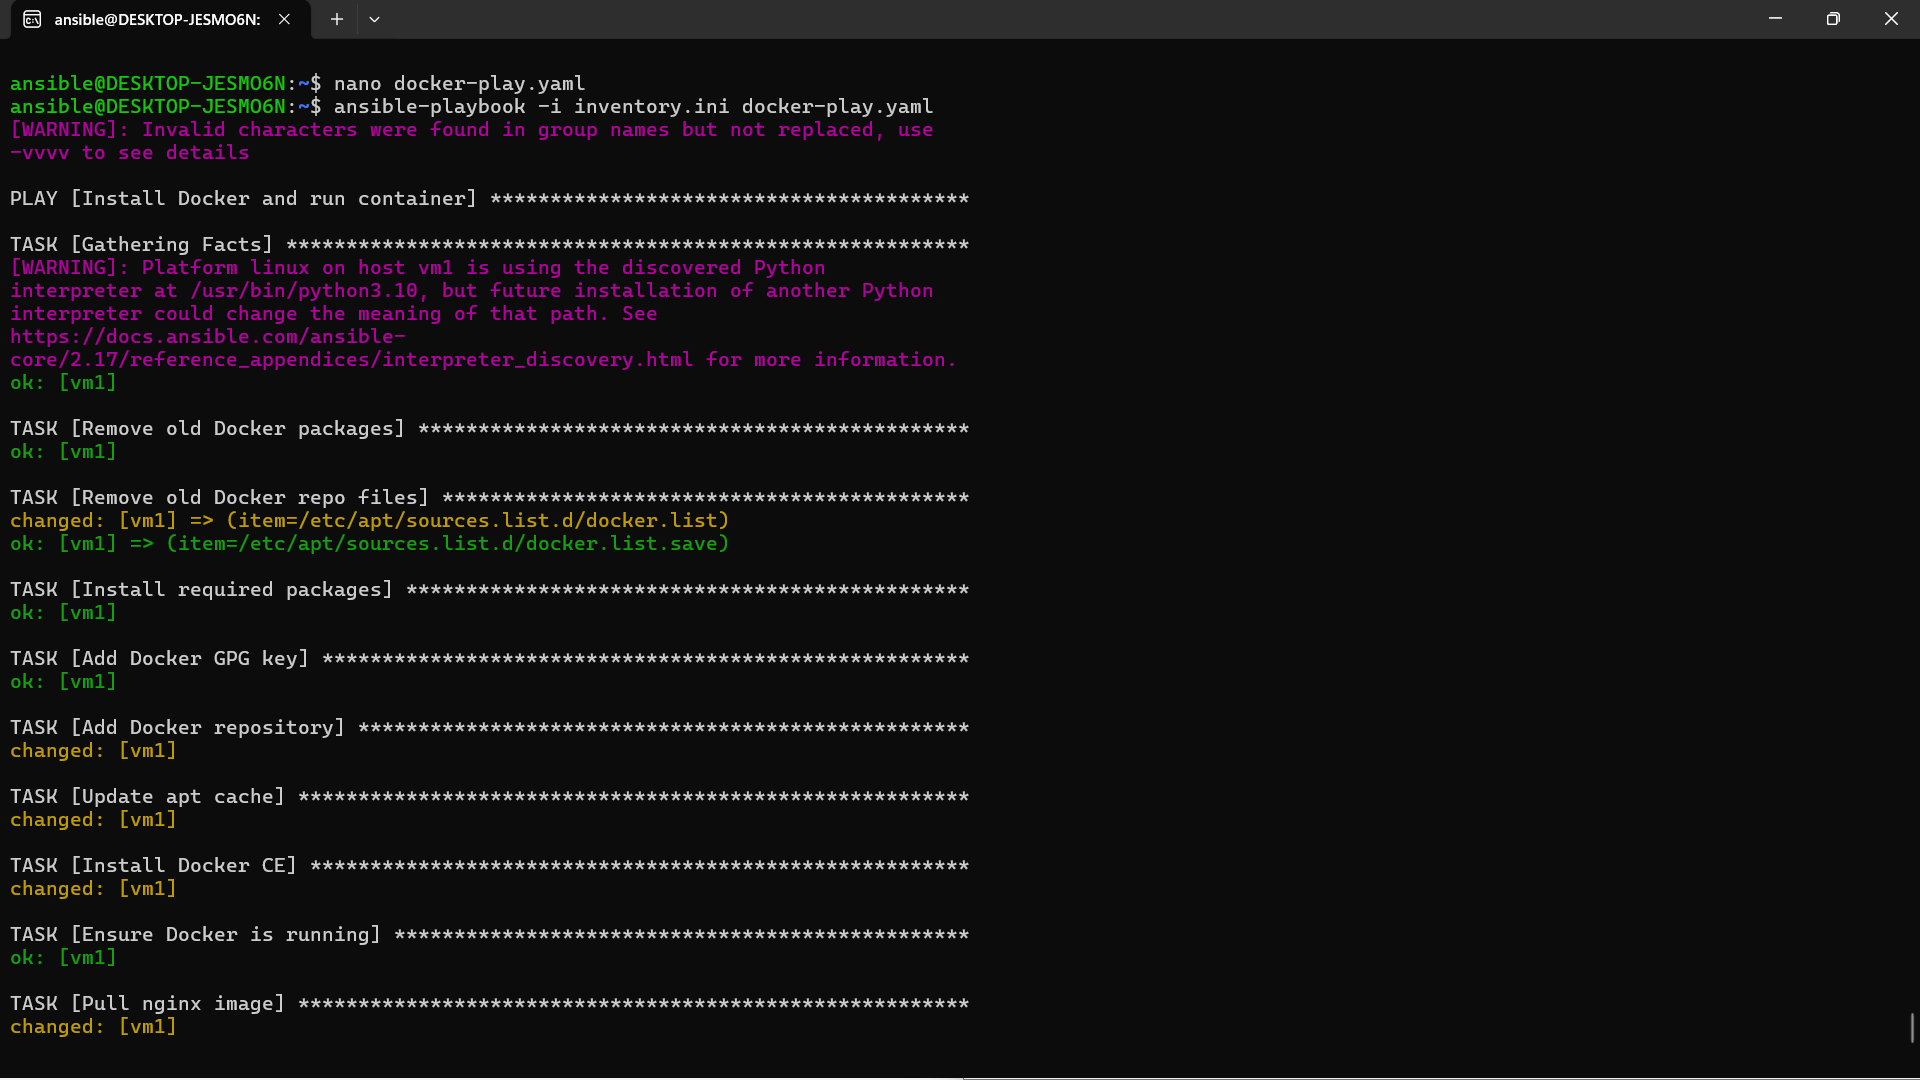 ansible@DESKTOP-JESMO6N:
ansible@DESKTOP-JESMO6N:~$ nano docker-play.yaml
ansible@DESKTOP-JESMO6N:~$ ansible-playbook -i inventory.ini docker-play.yaml
[WARNING]: Invalid characters were found in group names but not replaced, use
-vvvv to see details
PLAY [Install Docker and run container] ****************************************
TASK [Gathering Facts] *********************************************************
[WARNING]: Platform linux on host vm1 is using the discovered Python
interpreter at /usr/bin/python3.10, but future installation of another Python
interpreter could change the meaning of that path. See
https://docs.ansible.com/ansible-
core/2.17/reference_appendices/interpreter_discovery.html for more information.
ok: [vm1]
TASK [Remove old Docker packages] **********************************************
ok: [vm1]
TASK [Remove old Docker repo files] ********************************************
changed: [vm1] => (item=/etc/apt/sources.list.d/docker.list)
ok: [vm1] => (item=/etc/apt/sources.list.d/docker.list.save)
TASK [Install required packages] ***********************************************
ok: [vm1]
TASK [Add Docker GPG key] ******************************************************
ok: [vm1]
TASK [Add Docker repository] ***************************************************
changed: [vm1]
TASK [Update apt cache] ********************************************************
changed: [vm1]
TASK [Install Docker CE] *******************************************************
changed: [vm1]
TASK [Ensure Docker is running] ************************************************
ok: [vm1]
TASK [Pull nginx image] ********************************************************
changed: [vm1]